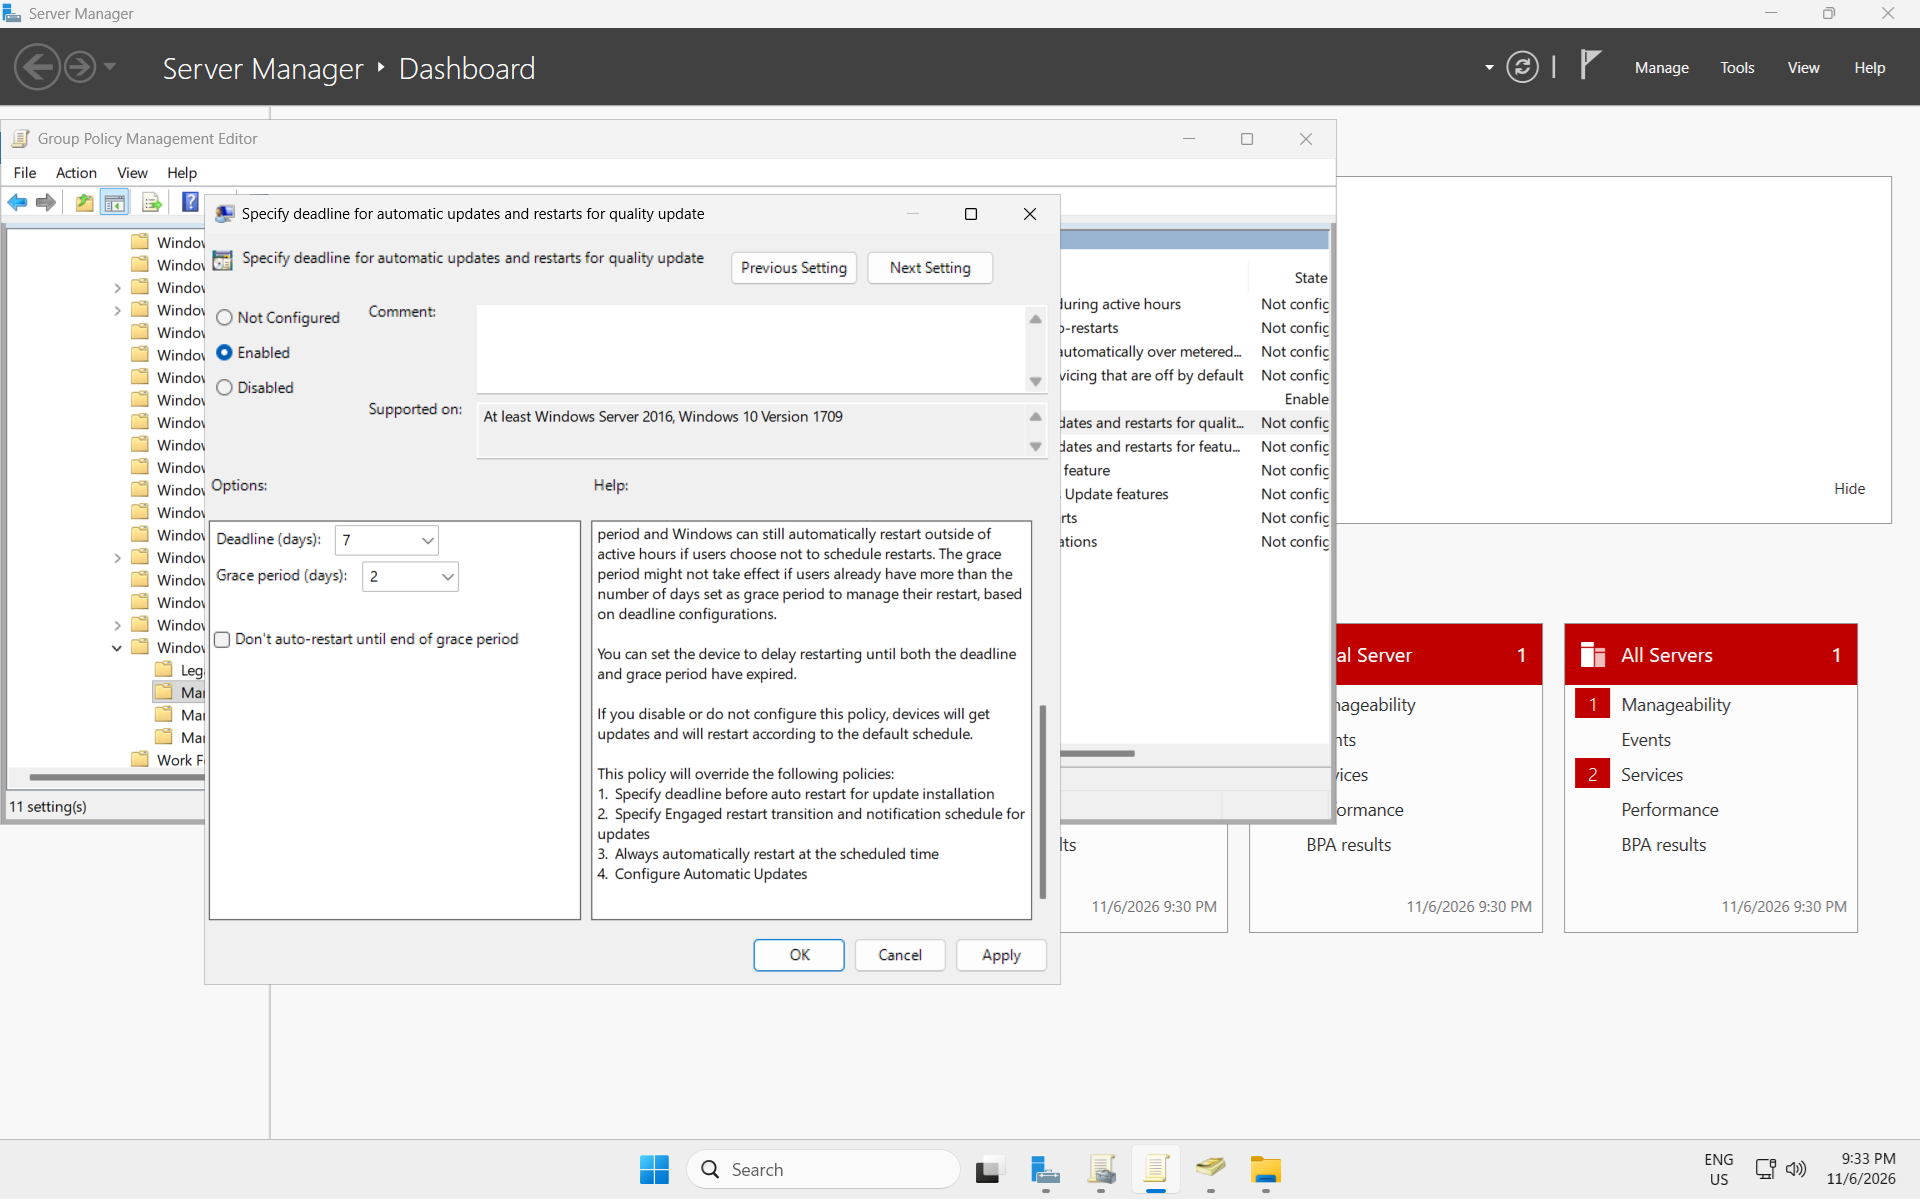 Server Manager
Server Manager ‣ Dashboard
Manage Tools View Help
Group Policy Management Editor
File Action View Help
Specify deadline for automatic updates and restarts for quality update
Specify deadline for automatic updates and restarts for quality update
Previous Setting
Next Setting
Not Configured
Enabled
Disabled
Comment:
Supported on:
At least Windows Server 2016, Windows 10 Version 1709
Options:
Help:
Deadline (days): 7
Grace period (days): 2
Don't auto-restart until end of grace period
period and Windows can still automatically restart outside of
active hours if users choose not to schedule restarts. The grace
period might not take effect if users already have more than the
number of days set as grace period to manage their restart, based
on deadline configurations.
You can set the device to delay restarting until both the deadline
and grace period have expired.
If you disable or do not configure this policy, devices will get
updates and will restart according to the default schedule.
This policy will override the following policies:
1. Specify deadline before auto restart for update installation
2. Specify Engaged restart transition and notification schedule for
updates
3. Always automatically restart at the scheduled time
4. Configure Automatic Updates
OK
Cancel
Apply
Work F
11 setting(s)
State
during active hours Not config
o-restarts Not config
automatically over metered... Not config
vicing that are off by default Not config
Enable
dates and restarts for qualit... Not config
dates and restarts for featu... Not config
feature Not config
Update features Not config
rts Not config
ations Not config
Hide
lts
11/6/2026 9:30 PM
al Server 1
nageability
nts
vices
ormance
BPA results
11/6/2026 9:30 PM
All Servers 1
1 Manageability
Events
2 Services
Performance
BPA results
11/6/2026 9:30 PM
Search
ENG
US
9:33 PM
11/6/2026